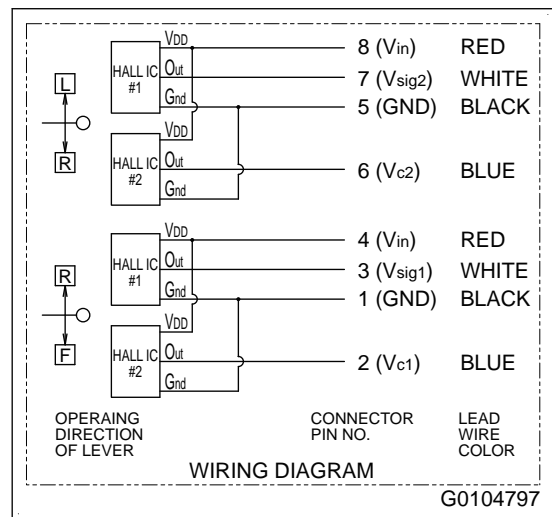 VDD 8 (Vin) RED
HALL IC #1 Out 7 (Vsig2) WHITE
L Gnd 5 (GND) BLACK
VDD
R HALL IC #2 Out 6 (Vc2) BLUE
Gnd
VDD 4 (Vin) RED
HALL IC #1 Out 3 (Vsig1) WHITE
R Gnd 1 (GND) BLACK
VDD
F HALL IC #2 Out 2 (Vc1) BLUE
Gnd
OPERAING
DIRECTION
OF LEVER
CONNECTOR
PIN NO.
LEAD
WIRE
COLOR
WIRING DIAGRAM
G0104797